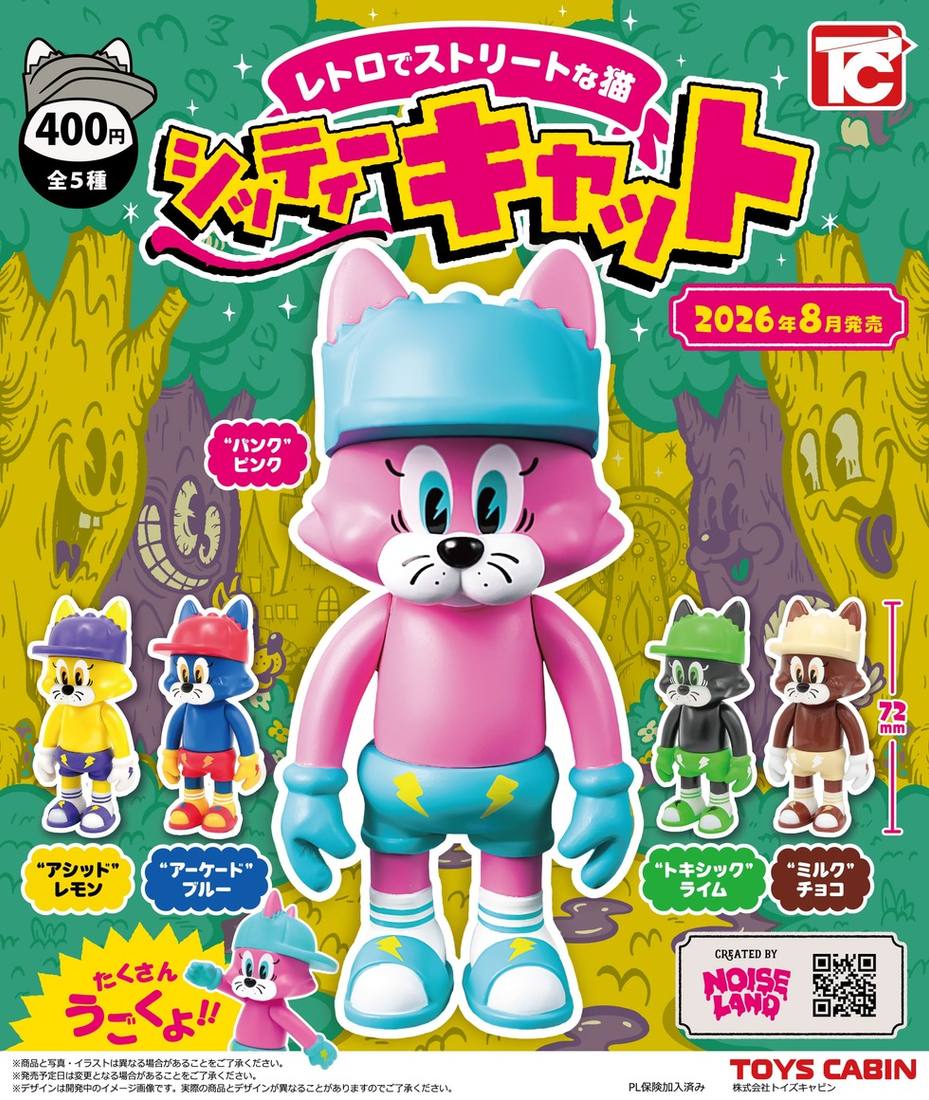 レトロでストリートな猫
TC
400円
全5種
シッティーキャット
2026年8月発売
“パンク”
ピンク
72
mm
“アシッド”
レモン
“アーケード”
ブルー
“トキシック”
ライム
“ミルク”
チョコ
たくさん
うごくよ!!
CREATED BY
NOISE
LAND
※商品と写真・イラストは異なる場合があることをご了承ください。
※発売予定日は変更となる場合があることをご了承ください。
※デザインは開発中のイメージ画像です。実際の商品とデザインが異なることがありますのでご了承ください。
PL保険加入済み
TOYS CABIN
株式会社トイズキャビン